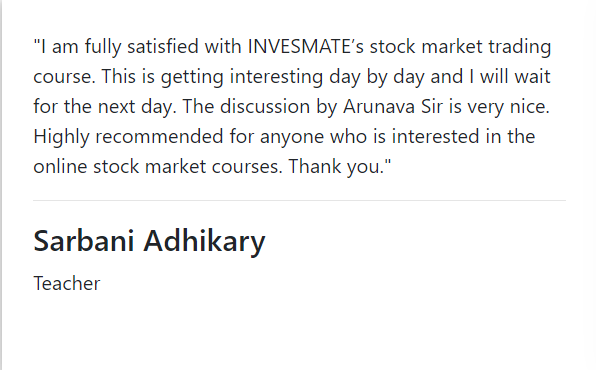 "I am fully satisfied with INVESMATE’s stock market trading
course. This is getting interesting day by day and I will wait
for the next day. The discussion by Arunava Sir is very nice.
Highly recommended for anyone who is interested in the
online stock market courses. Thank you."
Sarbani Adhikary
Teacher